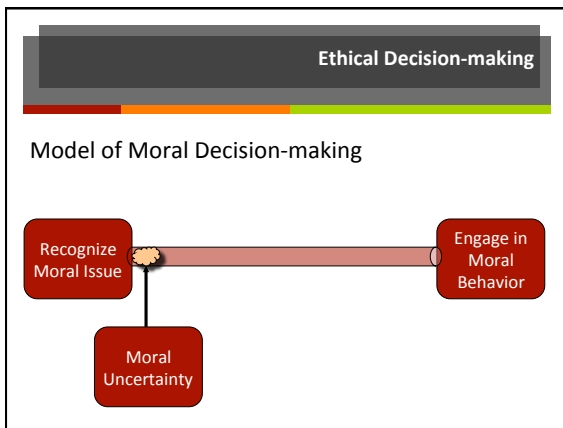 Ethical Decision-making
Model of Moral Decision-making
Recognize
Moral Issue
Engage in
Moral
Behavior
Moral
Uncertainty